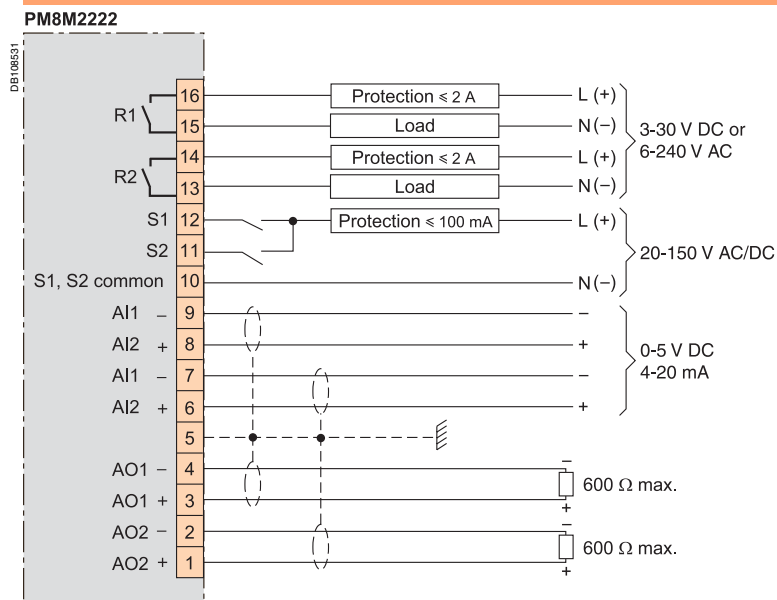 PM8M2222
DB108531
R1 16 Protection ≤ 2 A L (+)
15 Load N(–)
3-30 V DC or
6-240 V AC
R2 14 Protection ≤ 2 A L (+)
13 Load N(–)
S1 12 Protection ≤ 100 mA L (+)
S2 11
20-150 V AC/DC
S1, S2 common 10 N(–)
AI1 – 9 –
AI2 + 8 +
0-5 V DC
4-20 mA
AI1 – 7 –
AI2 + 6 +
5
AO1 – 4 –
600 Ω max.
AO1 + 3 +
AO2 – 2 –
600 Ω max.
AO2 + 1 +